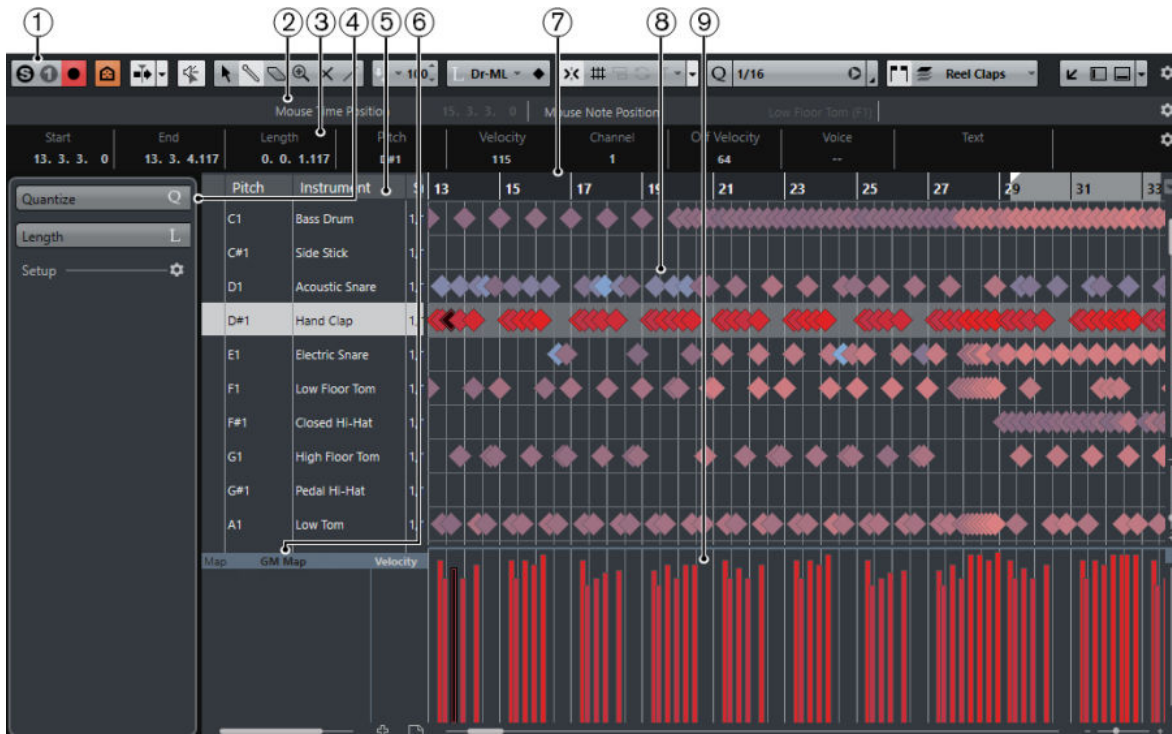 ① ② ③ ④ ⑤ ⑥ ⑦ ⑧ ⑨
S 1 100 L Dr-ML Q 1/16 Reel Claps
Mouse Time Position 15. 3. 3. 0 Mouse Note Position Low Floor Tom (F1)
Start End Length Pitch Velocity Channel Off Velocity Voice Text
13. 3. 3. 0 13. 3. 4.117 0. 0. 1.117 D#1 115 1 64 --
Quantize Q
Length L
Setup
Pitch Instrument 13 15 17 19 21 23 25 27 29 31 33
C1 Bass Drum
C#1 Side Stick
D1 Acoustic Snare
D#1 Hand Clap
E1 Electric Snare
F1 Low Floor Tom
F#1 Closed Hi-Hat
G1 High Floor Tom
G#1 Pedal Hi-Hat
A1 Low Tom
Map GM Map Velocity